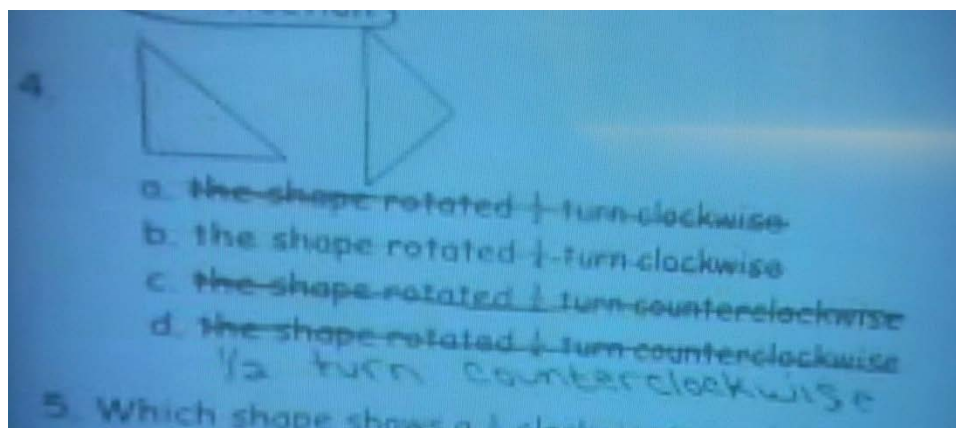 4.
a. the shape rotated turn clockwise
b. the shape rotated turn clockwise
c. the shape rotated turn counterclockwise
d. the shape rotated turn counterclockwise
1/2 turn counterclockwise
5. Which shape shows a